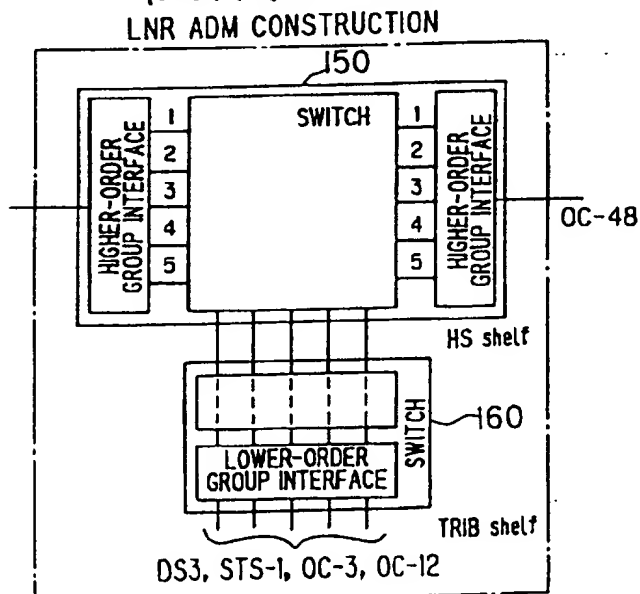 LNR ADM CONSTRUCTION
150
HIGHER-ORDER
GROUP INTERFACE
1
2
3
4
5
SWITCH
1
2
3
4
5
HIGHER-ORDER
GROUP INTERFACE
OC-48
HS shelf
LOWER-ORDER
GROUP INTERFACE
SWITCH
160
TRIB shelf
DS3, STS-1, OC-3, OC-12